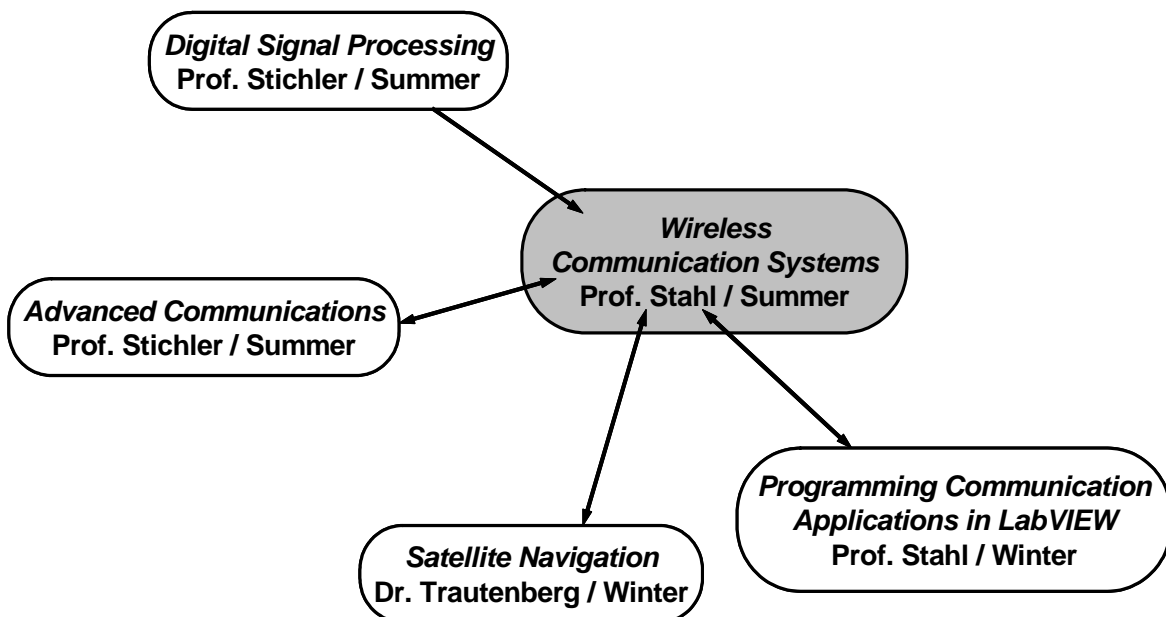 Digital Signal Processing
Prof. Stichler / Summer
Wireless
Communication Systems
Prof. Stahl / Summer
Advanced Communications
Prof. Stichler / Summer
Programming Communication
Applications in LabVIEW
Prof. Stahl / Winter
Satellite Navigation
Dr. Trautenberg / Winter